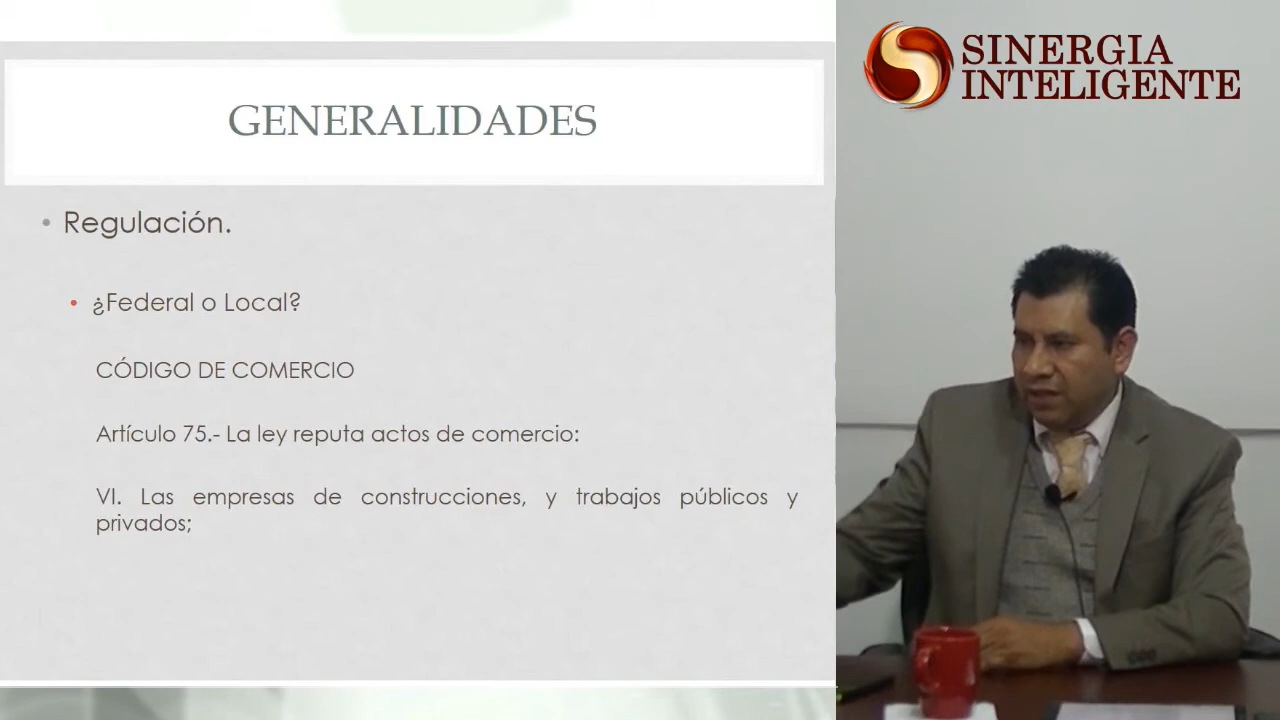 GENERALIDADES
• Regulación.
• ¿Federal o Local?
CÓDIGO DE COMERCIO
Artículo 75.- La ley reputa actos de comercio:
VI. Las empresas de construcciones, y trabajos públicos y
privados;
SINERGIA
INTELIGENTE